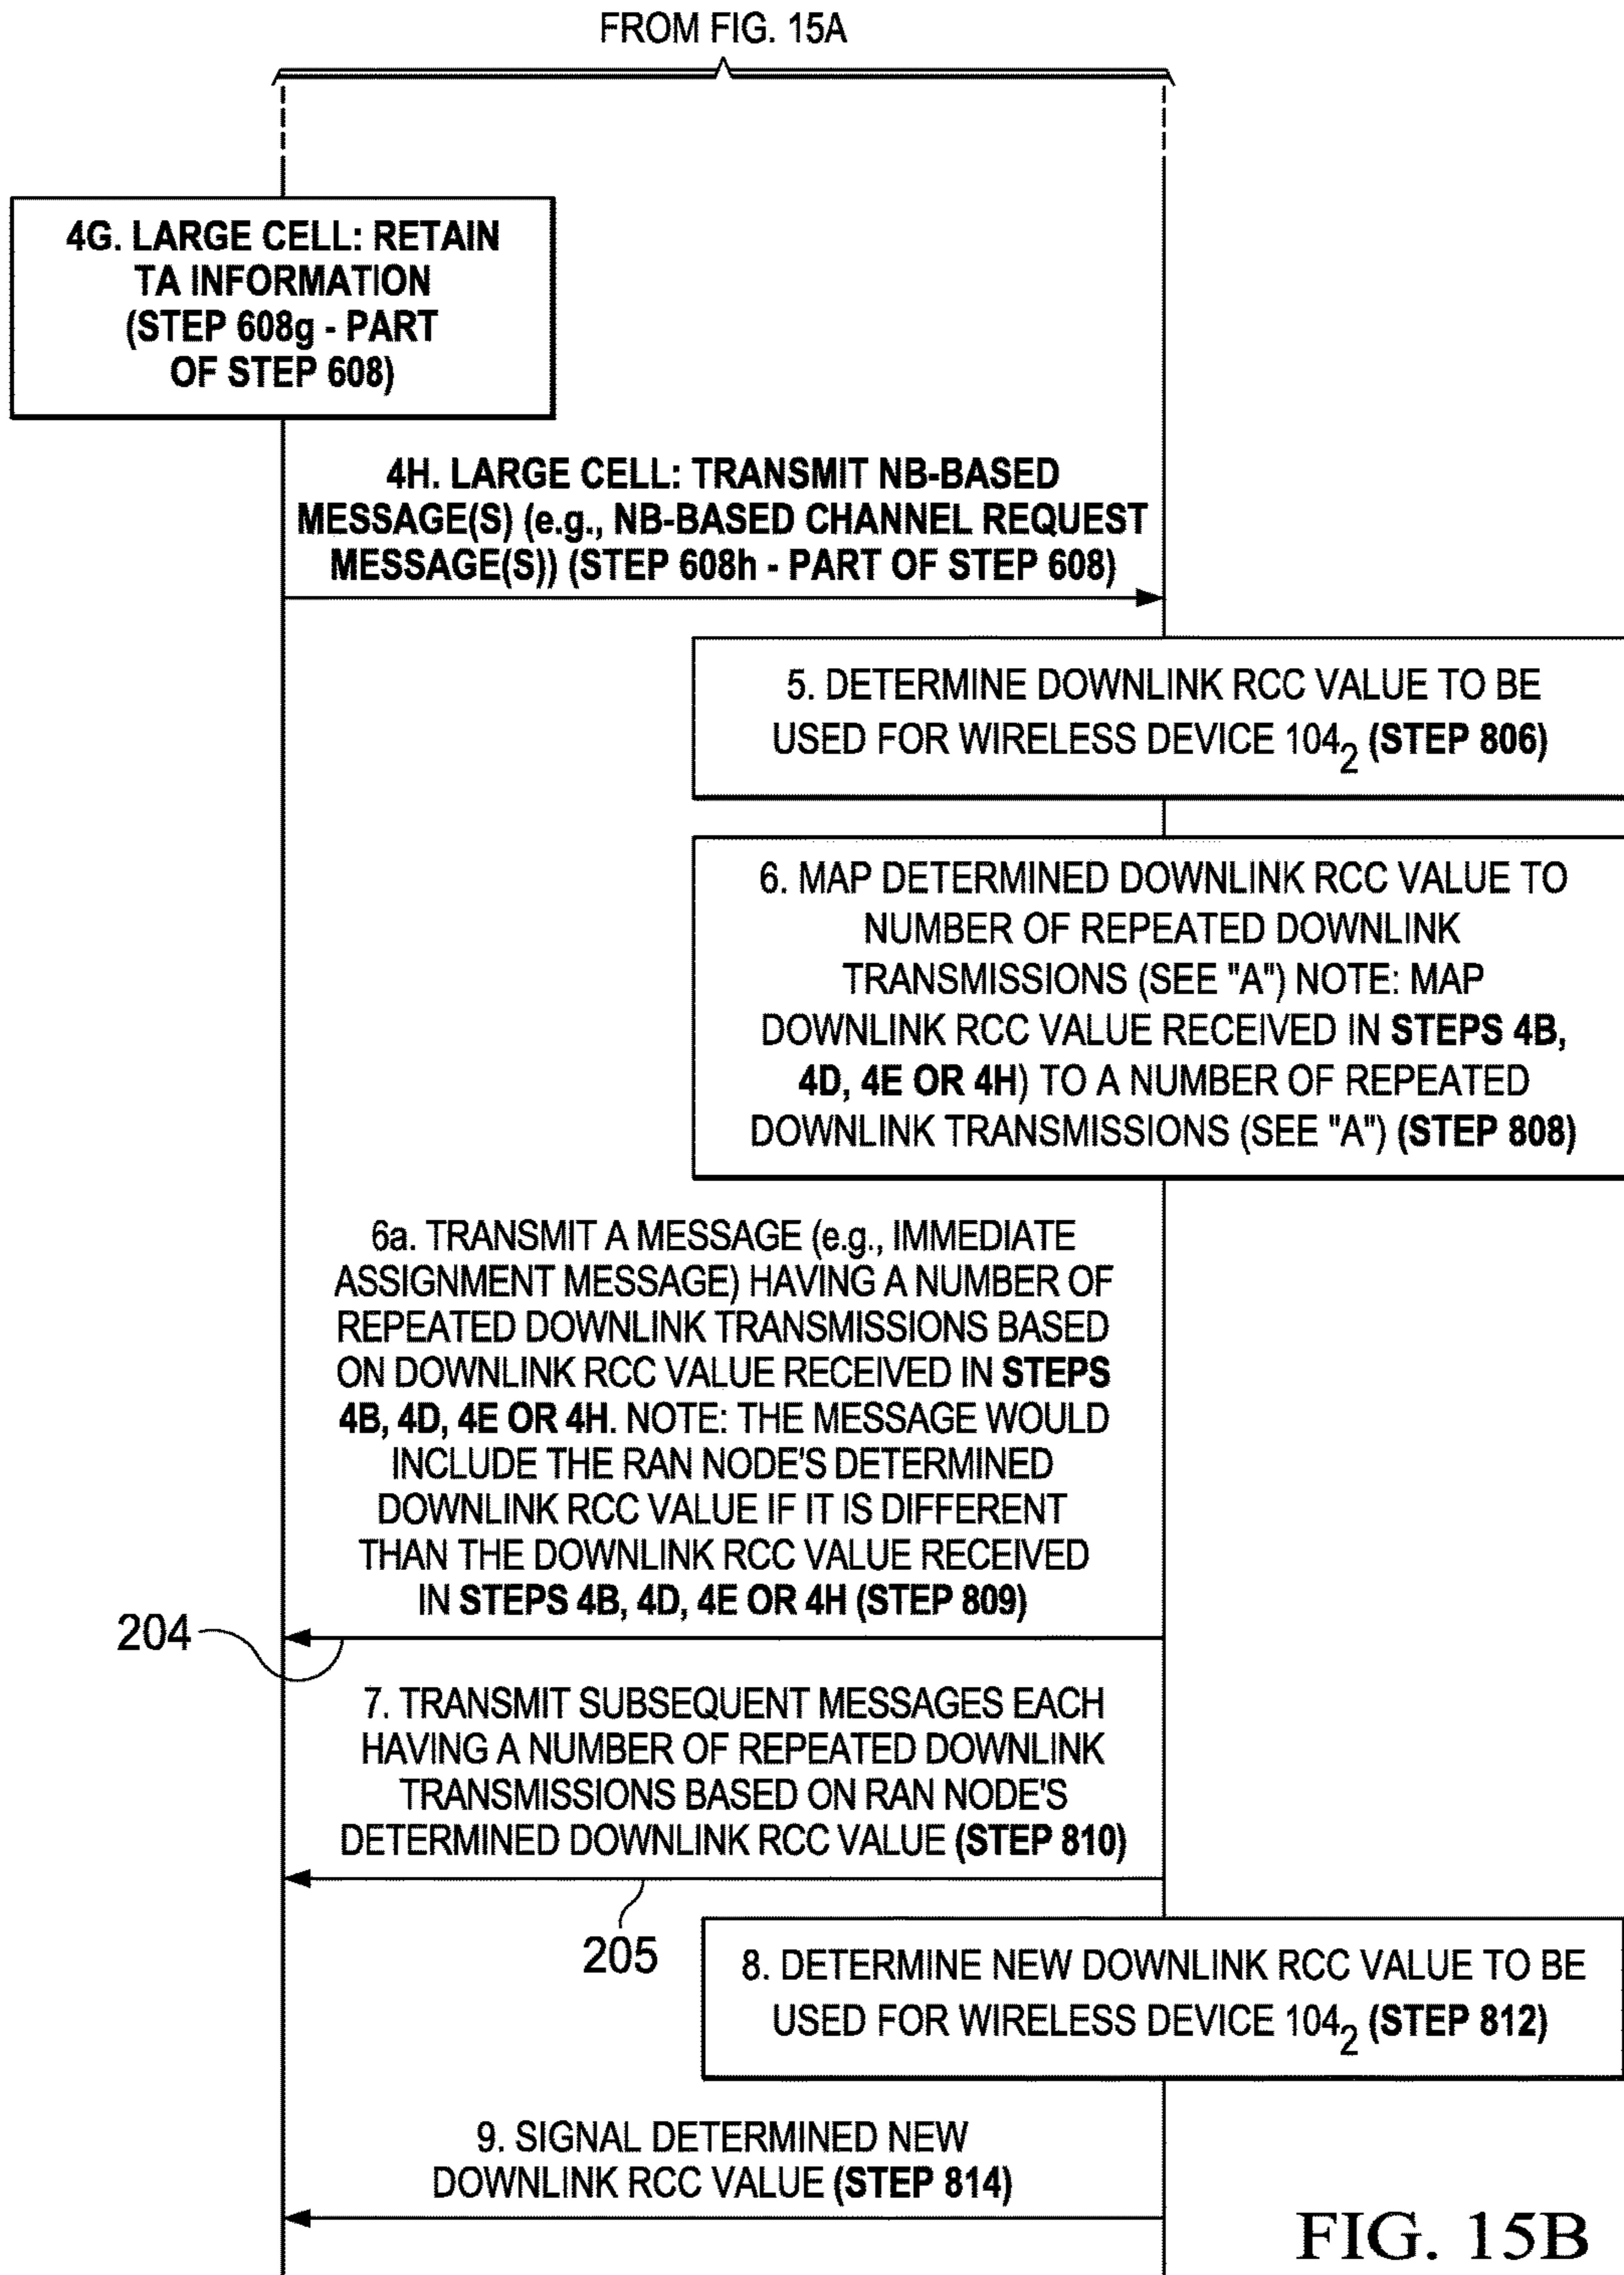 FROM FIG. 15A
4G. LARGE CELL: RETAIN
TA INFORMATION
(STEP 608g - PART
OF STEP 608)
4H. LARGE CELL: TRANSMIT NB-BASED
MESSAGE(S) (e.g., NB-BASED CHANNEL REQUEST
MESSAGE(S)) (STEP 608h - PART OF STEP 608)
5. DETERMINE DOWNLINK RCC VALUE TO BE
USED FOR WIRELESS DEVICE 104₂ (STEP 806)
6. MAP DETERMINED DOWNLINK RCC VALUE TO
NUMBER OF REPEATED DOWNLINK
TRANSMISSIONS (SEE "A") NOTE: MAP
DOWNLINK RCC VALUE RECEIVED IN STEPS 4B,
4D, 4E OR 4H) TO A NUMBER OF REPEATED
DOWNLINK TRANSMISSIONS (SEE "A") (STEP 808)
6a. TRANSMIT A MESSAGE (e.g., IMMEDIATE
ASSIGNMENT MESSAGE) HAVING A NUMBER OF
REPEATED DOWNLINK TRANSMISSIONS BASED
ON DOWNLINK RCC VALUE RECEIVED IN STEPS
4B, 4D, 4E OR 4H. NOTE: THE MESSAGE WOULD
INCLUDE THE RAN NODE'S DETERMINED
DOWNLINK RCC VALUE IF IT IS DIFFERENT
THAN THE DOWNLINK RCC VALUE RECEIVED
IN STEPS 4B, 4D, 4E OR 4H (STEP 809)
204
7. TRANSMIT SUBSEQUENT MESSAGES EACH
HAVING A NUMBER OF REPEATED DOWNLINK
TRANSMISSIONS BASED ON RAN NODE'S
DETERMINED DOWNLINK RCC VALUE (STEP 810)
205
8. DETERMINE NEW DOWNLINK RCC VALUE TO BE
USED FOR WIRELESS DEVICE 104₂ (STEP 812)
9. SIGNAL DETERMINED NEW
DOWNLINK RCC VALUE (STEP 814)
FIG. 15B